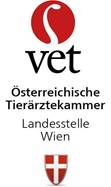 vet
Österreichische
Tierärztekammer
Landesstelle
Wien